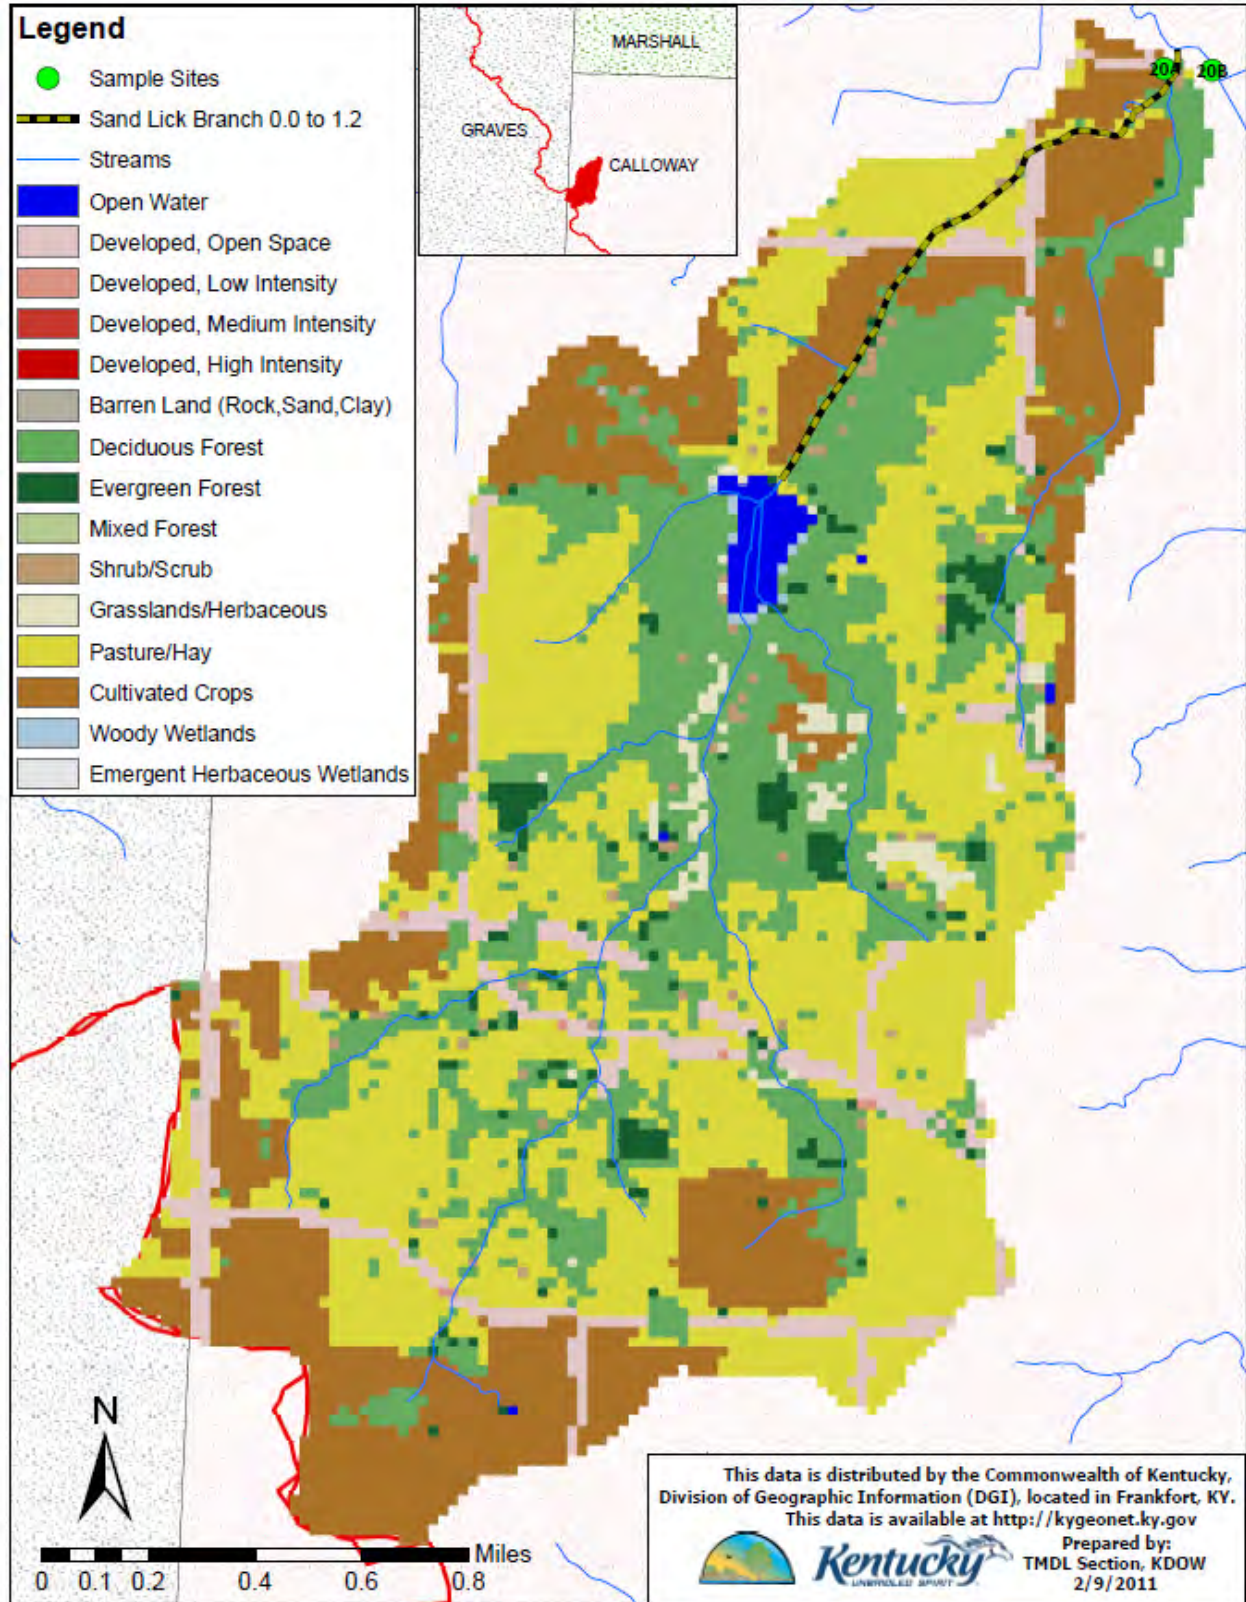 Legend
Sample Sites
Sand Lick Branch 0.0 to 1.2
Streams
Open Water
Developed, Open Space
Developed, Low Intensity
Developed, Medium Intensity
Developed, High Intensity
Barren Land (Rock,Sand,Clay)
Deciduous Forest
Evergreen Forest
Mixed Forest
Shrub/Scrub
Grasslands/Herbaceous
Pasture/Hay
Cultivated Crops
Woody Wetlands
Emergent Herbaceous Wetlands
MARSHALL
GRAVES
CALLOWAY
20A
20B
N
Miles
0 0.1 0.2 0.4 0.6 0.8
This data is distributed by the Commonwealth of Kentucky,
Division of Geographic Information (DGI), located in Frankfort, KY.
This data is available at http://kygeonet.ky.gov
Kentucky
UNBRIDLED SPIRIT
Prepared by:
TMDL Section, KDOW
2/9/2011